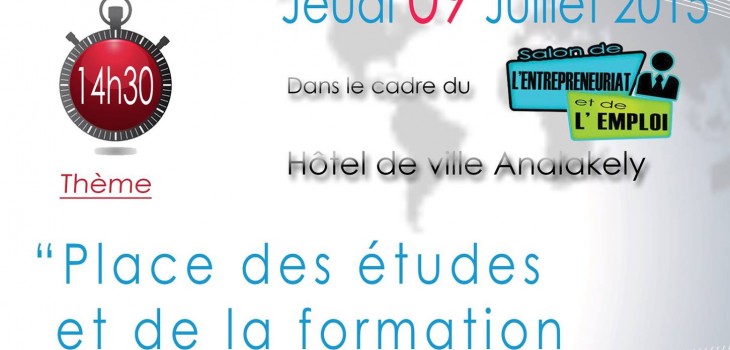 Jeudi 09 Juillet 2015
14h30
Dans le cadre du
Salon de
L'ENTREPRENEURIAT
et de
L' EMPLOI
Hôtel de ville Analakely
Thème
“Place des études
et de la formation